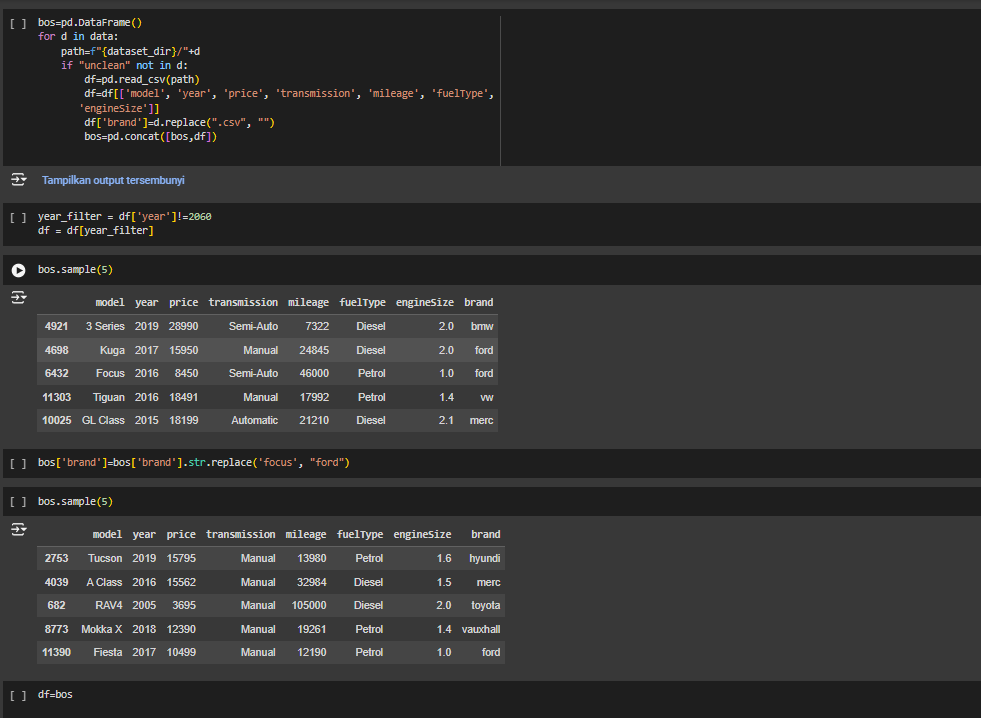 [ ] bos=pd.DataFrame()
for d in data:
path=f"{dataset_dir}/"+d
if "unclean" not in d:
df=pd.read_csv(path)
df=df[['model', 'year', 'price', 'transmission', 'mileage', 'fuelType',
'engineSize']]
df['brand']=d.replace(".csv", "")
bos=pd.concat([bos,df])
Tampilkan output tersembunyi
[ ] year_filter = df['year']!=2060
df = df[year_filter]
bos.sample(5)
model year price transmission mileage fuelType engineSize brand
4921 3 Series 2019 28990 Semi-Auto 7322 Diesel 2.0 bmw
4698 Kuga 2017 15950 Manual 24845 Diesel 2.0 ford
6432 Focus 2016 8450 Semi-Auto 46000 Petrol 1.0 ford
11303 Tiguan 2016 18491 Manual 17992 Petrol 1.4 vw
10025 GL Class 2015 18199 Automatic 21210 Diesel 2.1 merc
[ ] bos['brand']=bos['brand'].str.replace('focus', "ford")
[ ] bos.sample(5)
model year price transmission mileage fuelType engineSize brand
2753 Tucson 2019 15795 Manual 13980 Petrol 1.6 hyundi
4039 A Class 2016 15562 Manual 32984 Diesel 1.5 merc
682 RAV4 2005 3695 Manual 105000 Diesel 2.0 toyota
8773 Mokka X 2018 12390 Manual 19261 Petrol 1.4 vauxhall
11390 Fiesta 2017 10499 Manual 12190 Petrol 1.0 ford
[ ] df=bos